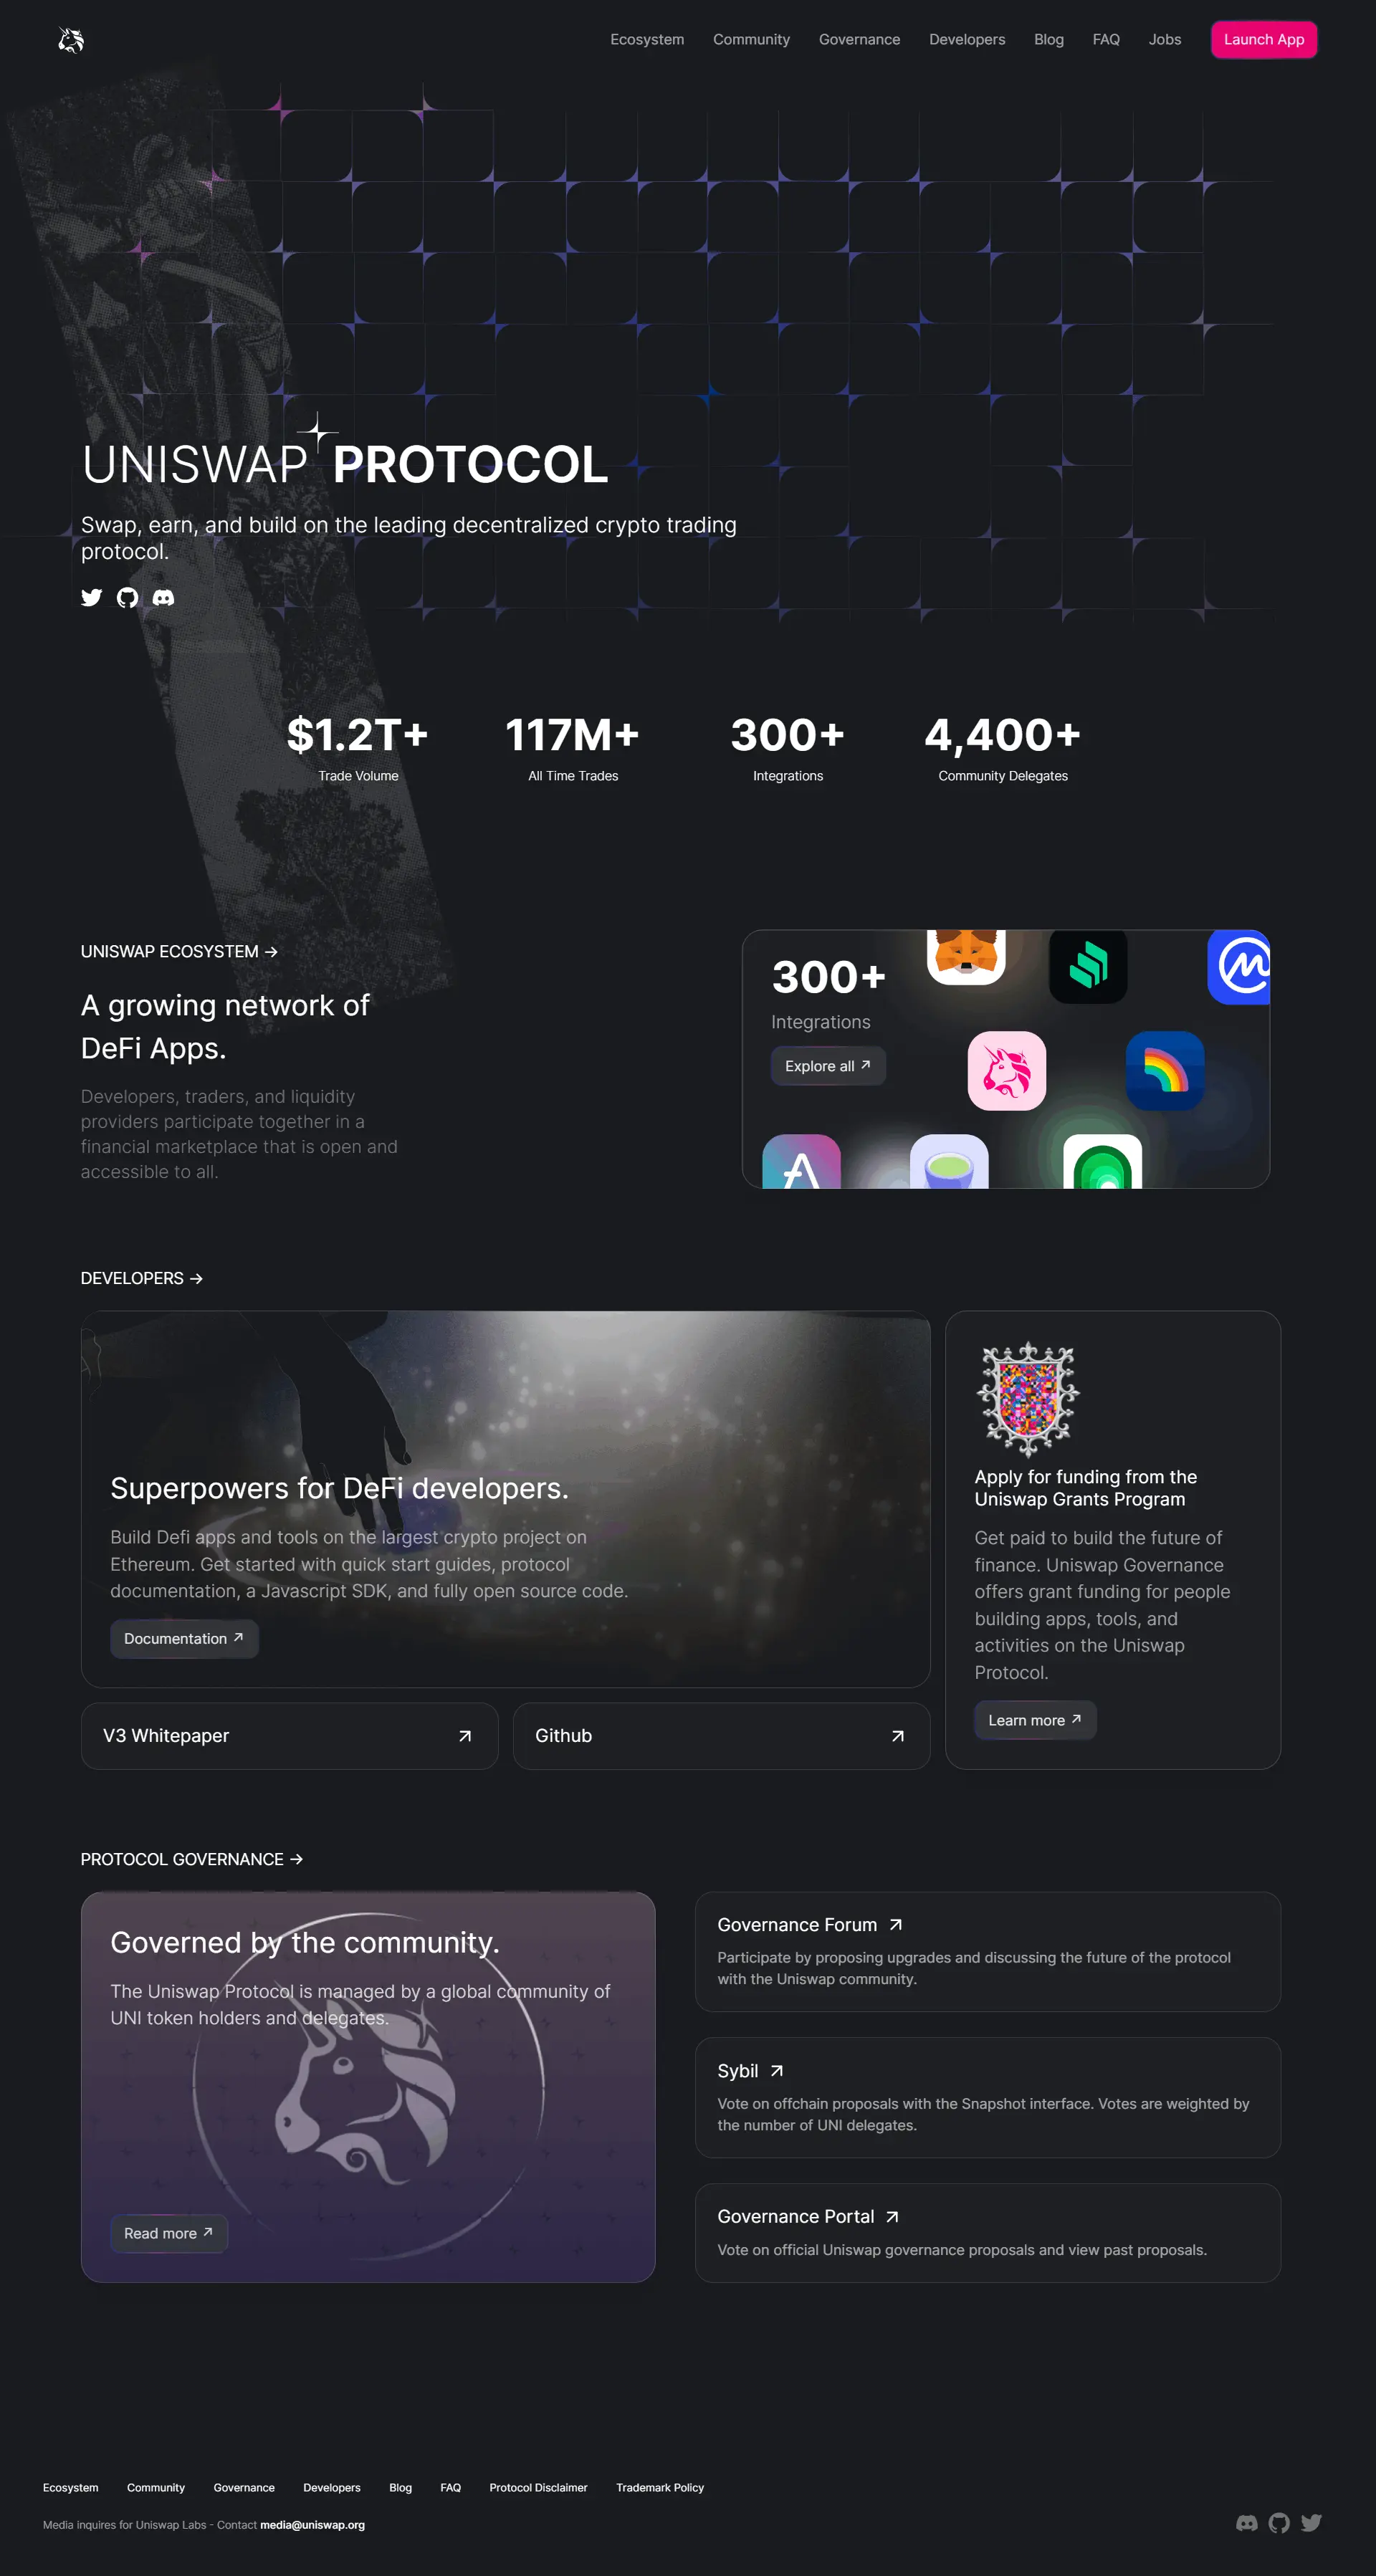 Ecosystem
Community
Governance
Developers
Blog
FAQ
Jobs
Launch App
UNISWAP PROTOCOL
Swap, earn, and build on the leading decentralized crypto trading
protocol.
$1.2T+
Trade Volume
117M+
All Time Trades
300+
Integrations
4,400+
Community Delegates
UNISWAP ECOSYSTEM →
A growing network of
DeFi Apps.
Developers, traders, and liquidity
providers participate together in a
financial marketplace that is open and
accessible to all.
300+
Integrations
Explore all ↗
DEVELOPERS →
Superpowers for DeFi developers.
Build Defi apps and tools on the largest crypto project on
Ethereum. Get started with quick start guides, protocol
documentation, a Javascript SDK, and fully open source code.
Documentation ↗
Apply for funding from the
Uniswap Grants Program
Get paid to build the future of
finance. Uniswap Governance
offers grant funding for people
building apps, tools, and
activities on the Uniswap
Protocol.
Learn more ↗
V3 Whitepaper ↗
Github ↗
PROTOCOL GOVERNANCE →
Governed by the community.
The Uniswap Protocol is managed by a global community of
UNI token holders and delegates.
Read more ↗
Governance Forum ↗
Participate by proposing upgrades and discussing the future of the protocol
with the Uniswap community.
Sybil ↗
Vote on offchain proposals with the Snapshot interface. Votes are weighted by
the number of UNI delegates.
Governance Portal ↗
Vote on official Uniswap governance proposals and view past proposals.
Ecosystem
Community
Governance
Developers
Blog
FAQ
Protocol Disclaimer
Trademark Policy
Media inquires for Uniswap Labs - Contact media@uniswap.org